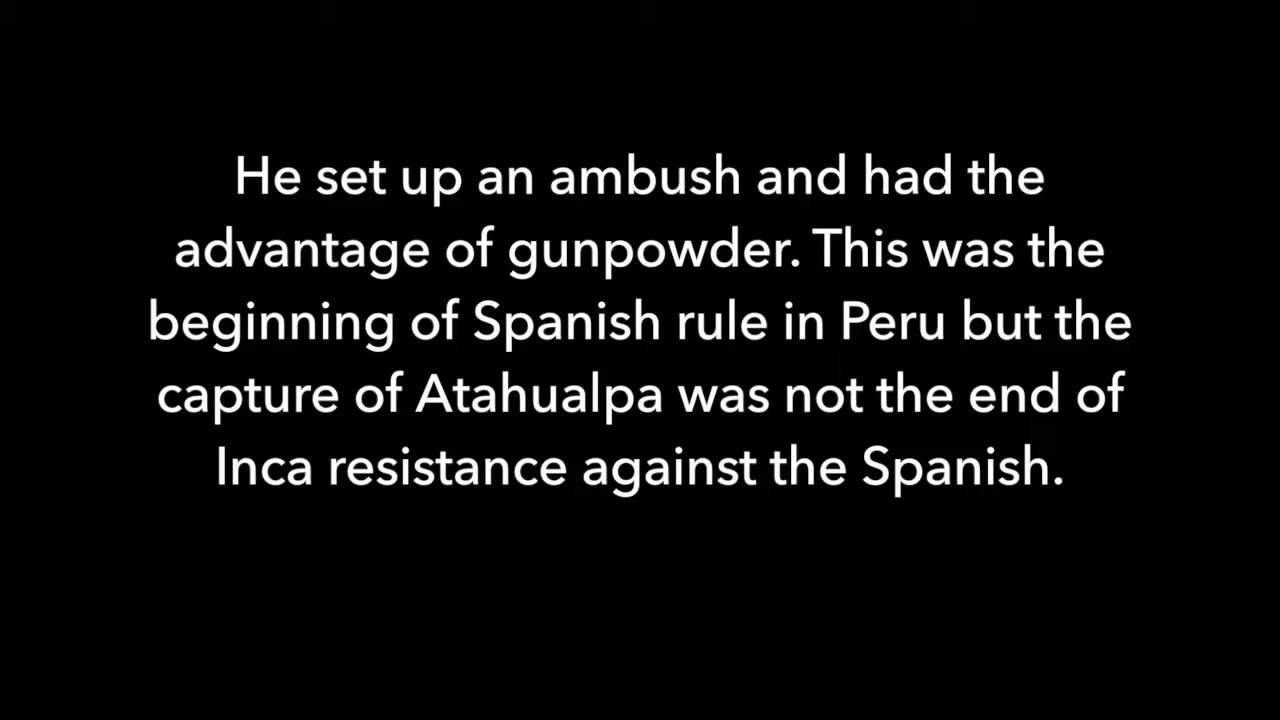 He set up an ambush and had the
advantage of gunpowder. This was the
beginning of Spanish rule in Peru but the
capture of Atahualpa was not the end of
Inca resistance against the Spanish.